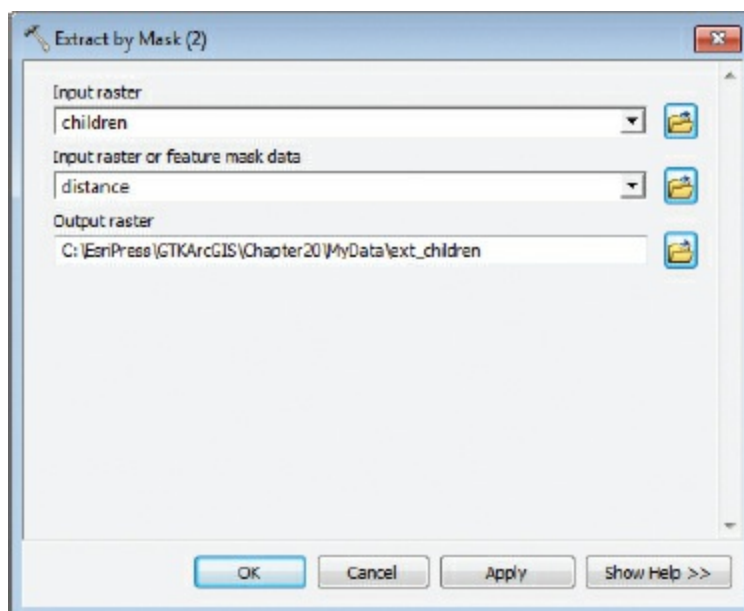 Extract by Mask (2)
Input raster
children
Input raster or feature mask data
distance
Output raster
C:\EsriPress\GTKArcGIS\Chapter20\MyData\ext_children
OK
Cancel
Apply
Show Help >>